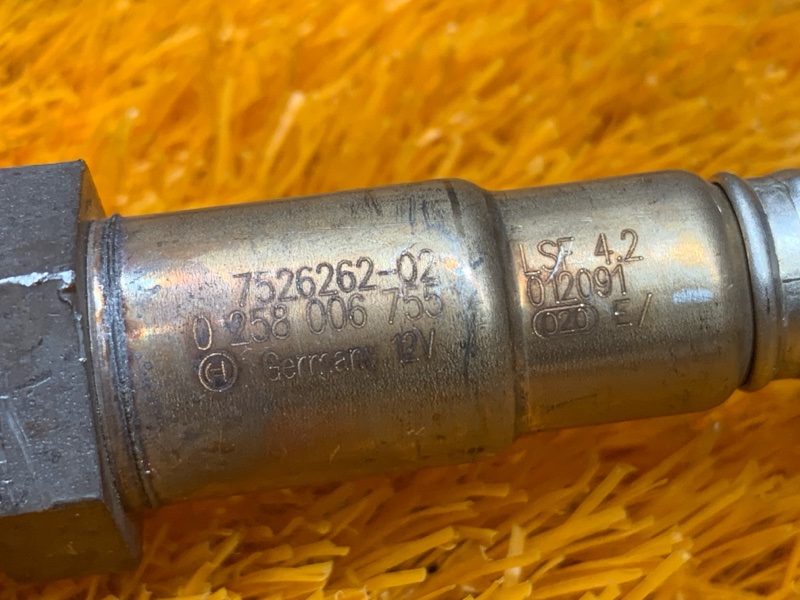 7526262-02
0 258 006 755
Germany 12V
LSF 4.2
012091
020 E/